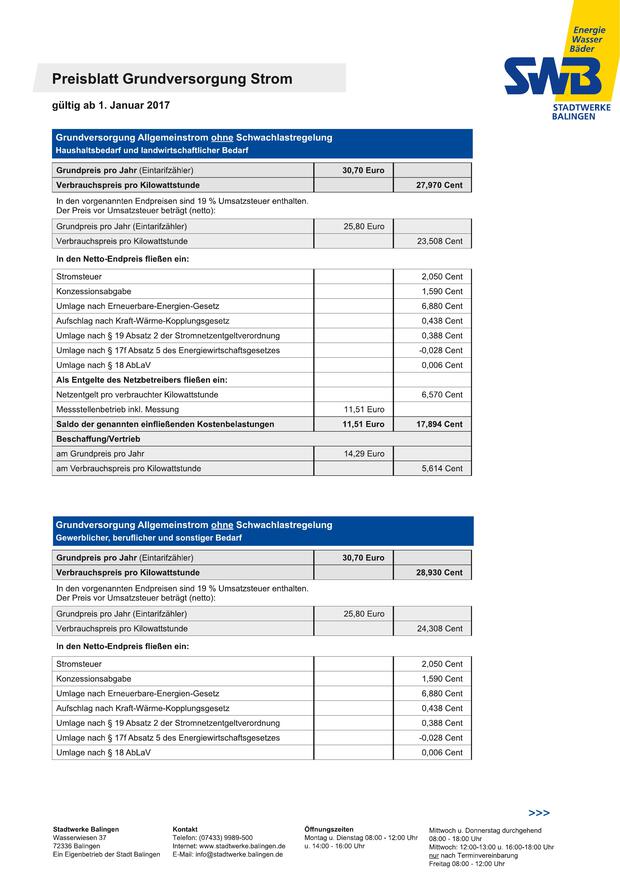 Energie
Wasser
Bäder
SWB
STADTWERKE
BALINGEN
Preisblatt Grundversorgung Strom
gültig ab 1. Januar 2017
Grundversorgung Allgemeinstrom ohne Schwachlastregelung
Haushaltsbedarf und landwirtschaftlicher Bedarf
Grundpreis pro Jahr (Eintarifzähler) 30,70 Euro
Verbrauchspreis pro Kilowattstunde 27,970 Cent
In den vorgenannten Endpreisen sind 19 % Umsatzsteuer enthalten.
Der Preis vor Umsatzsteuer beträgt (netto):
Grundpreis pro Jahr (Eintarifzähler) 25,80 Euro
Verbrauchspreis pro Kilowattstunde 23,508 Cent
In den Netto-Endpreis fließen ein:
Stromsteuer 2,050 Cent
Konzessionsabgabe 1,590 Cent
Umlage nach Erneuerbare-Energien-Gesetz 6,880 Cent
Aufschlag nach Kraft-Wärme-Kopplungsgesetz 0,438 Cent
Umlage nach § 19 Absatz 2 der Stromnetzentgeltverordnung 0,388 Cent
Umlage nach § 17f Absatz 5 des Energiewirtschaftsgesetzes -0,028 Cent
Umlage nach § 18 AbLaV 0,006 Cent
Als Entgelte des Netzbetreibers fließen ein:
Netzentgelt pro verbrauchter Kilowattstunde 6,570 Cent
Messstellenbetrieb inkl. Messung 11,51 Euro
Saldo der genannten einfließenden Kostenbelastungen 11,51 Euro 17,894 Cent
Beschaffung/Vertrieb
am Grundpreis pro Jahr 14,29 Euro
am Verbrauchspreis pro Kilowattstunde 5,614 Cent
Grundversorgung Allgemeinstrom ohne Schwachlastregelung
Gewerblicher, beruflicher und sonstiger Bedarf
Grundpreis pro Jahr (Eintarifzähler) 30,70 Euro
Verbrauchspreis pro Kilowattstunde 28,930 Cent
In den vorgenannten Endpreisen sind 19 % Umsatzsteuer enthalten.
Der Preis vor Umsatzsteuer beträgt (netto):
Grundpreis pro Jahr (Eintarifzähler) 25,80 Euro
Verbrauchspreis pro Kilowattstunde 24,308 Cent
In den Netto-Endpreis fließen ein:
Stromsteuer 2,050 Cent
Konzessionsabgabe 1,590 Cent
Umlage nach Erneuerbare-Energien-Gesetz 6,880 Cent
Aufschlag nach Kraft-Wärme-Kopplungsgesetz 0,438 Cent
Umlage nach § 19 Absatz 2 der Stromnetzentgeltverordnung 0,388 Cent
Umlage nach § 17f Absatz 5 des Energiewirtschaftsgesetzes -0,028 Cent
Umlage nach § 18 AbLaV 0,006 Cent
>>>
Stadtwerke Balingen
Wasserwiesen 37
72336 Balingen
Ein Eigenbetrieb der Stadt Balingen
Kontakt
Telefon: (07433) 9989-500
Internet: www.stadtwerke.balingen.de
E-Mail: info@stadtwerke.balingen.de
Öffnungszeiten
Montag u. Dienstag 08:00 - 12:00 Uhr
u. 14:00 - 16:00 Uhr
Mittwoch u. Donnerstag durchgehend
08:00 - 18:00 Uhr
Mittwoch: 12:00-13:00 u. 16:00-18:00 Uhr
nur nach Terminvereinbarung
Freitag 08:00 - 12:00 Uhr